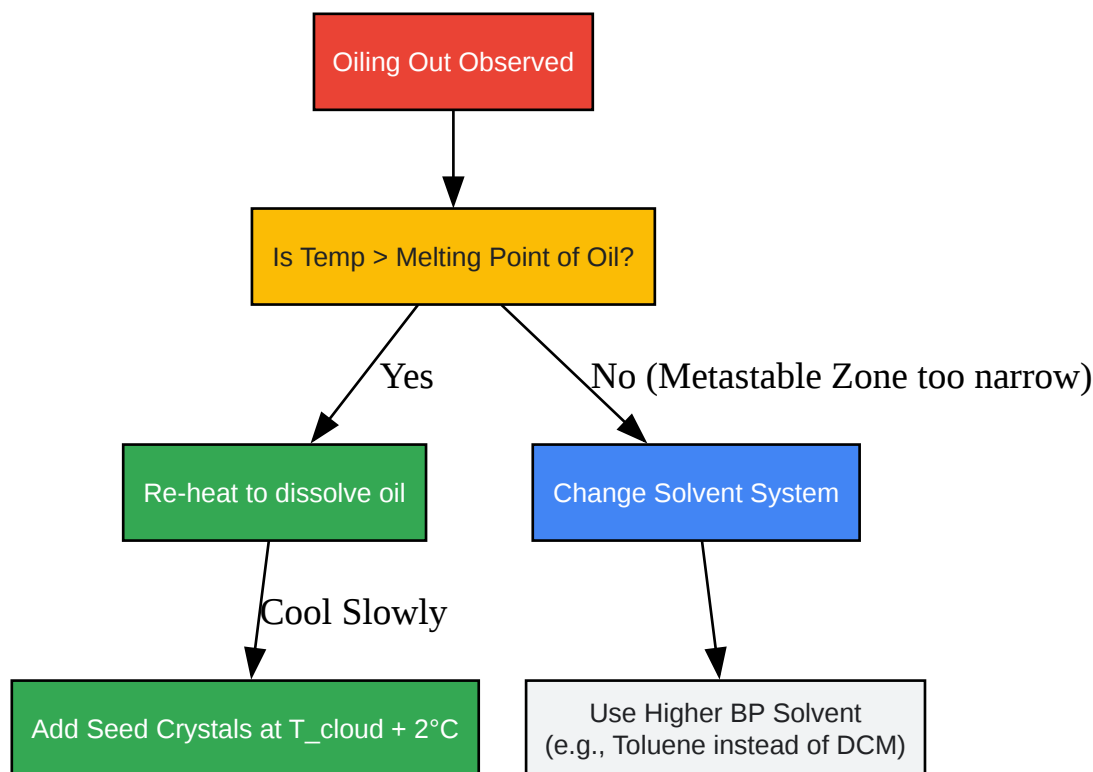 Oiling Out Observed
Is Temp > Melting Point of Oil?
Yes
No (Metastable Zone too narrow)
Re-heat to dissolve oil
Change Solvent System
Cool Slowly
Add Seed Crystals at T_cloud + 2°C
Use Higher BP Solvent
(e.g., Toluene instead of DCM)